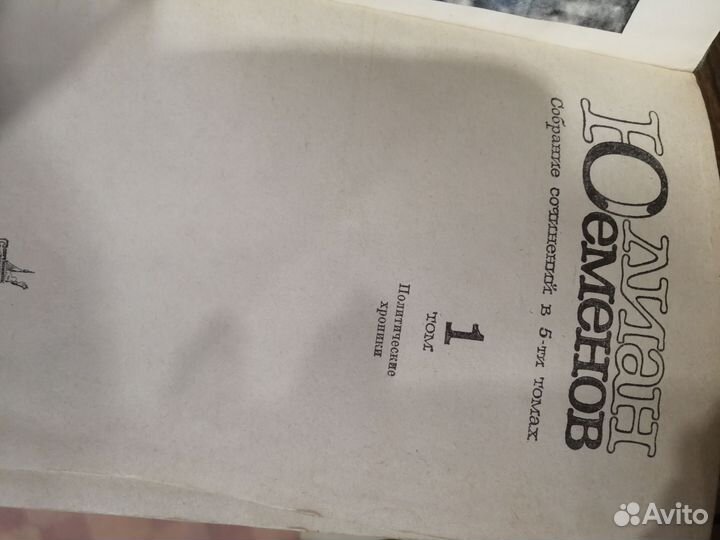 Юлиан
Семенов
Собрание сочинений в 5-ти томах
1
том
Политические
хроники
Avito